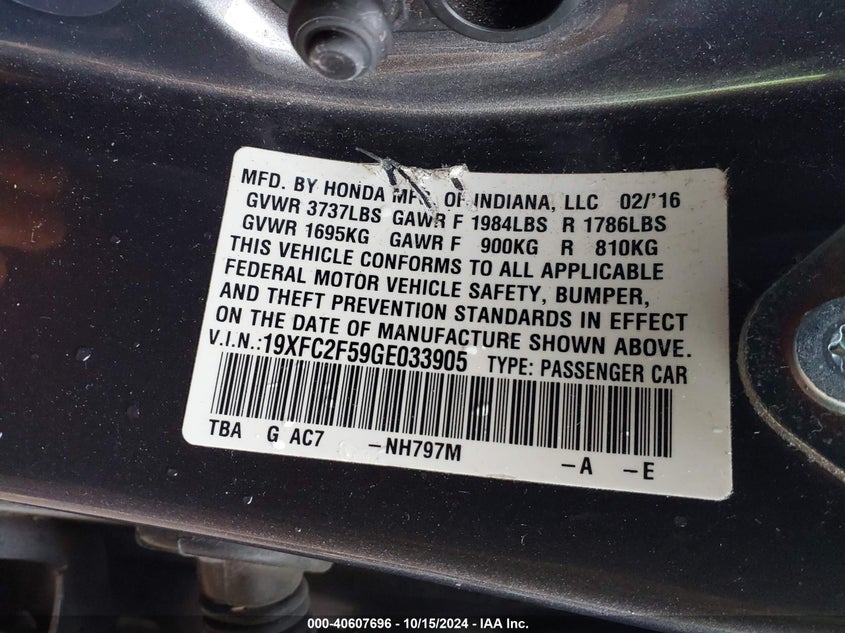 MFD. BY HONDA MFG. OF INDIANA, LLC 02/'16
GVWR 3737LBS GAWR F 1984LBS R 1786LBS
GVWR 1695KG GAWR F 900KG R 810KG
THIS VEHICLE CONFORMS TO ALL APPLICABLE
FEDERAL MOTOR VEHICLE SAFETY, BUMPER,
AND THEFT PREVENTION STANDARDS IN EFFECT
ON THE DATE OF MANUFACTURE SHOWN ABOVE.
V.I.N.:19XFC2F59GE033905 TYPE: PASSENGER CAR
TBA G AC7 –NH797M –A –E
000-40607696 - 10/15/2024 - IAA Inc.